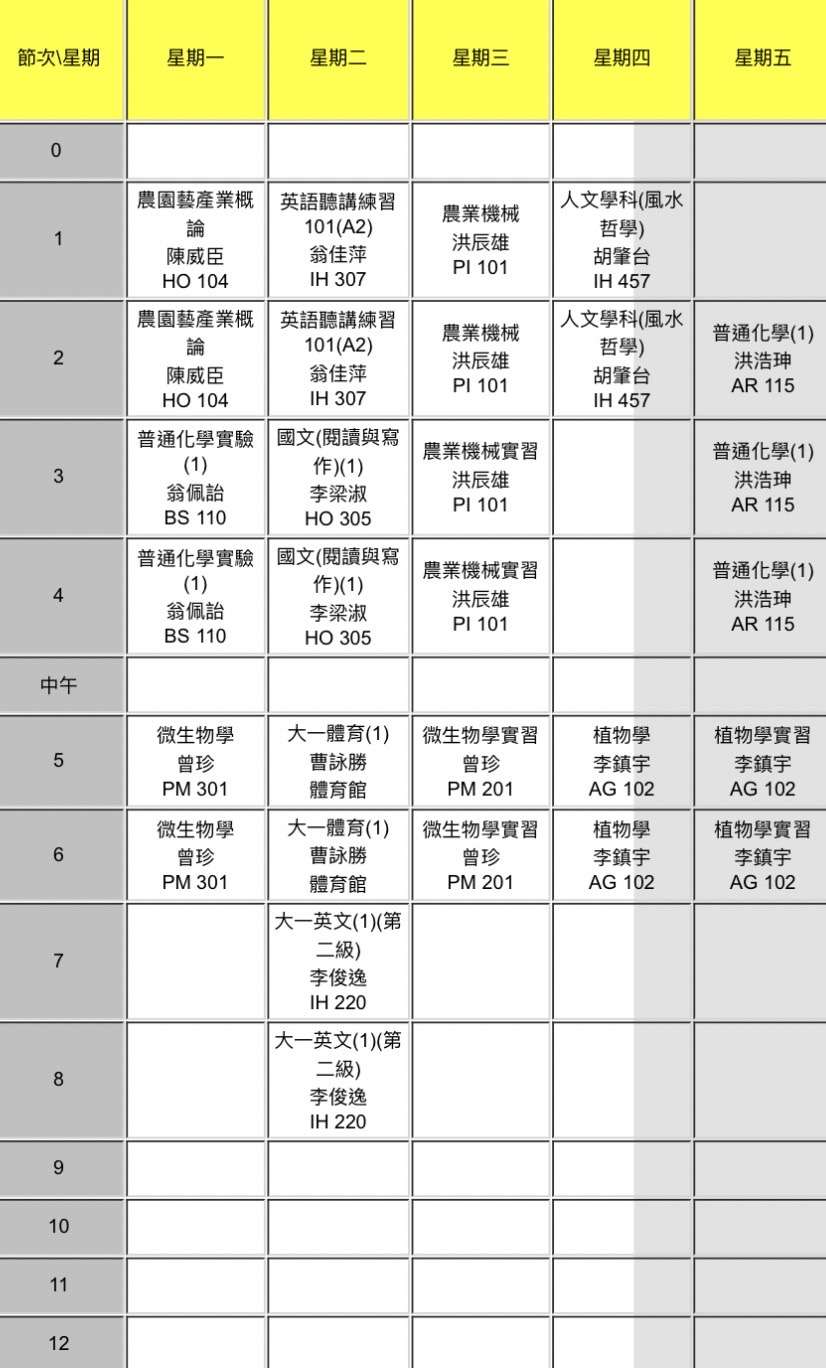 節次\星期 星期一 星期二 星期三 星期四 星期五
0
1
農園藝產業概
論
陳威臣
HO 104
英語聽講練習
101(A2)
翁佳萍
IH 307
農業機械
洪辰雄
PI 101
人文學科(風水
哲學)
胡肇台
IH 457
2
農園藝產業概
論
陳威臣
HO 104
英語聽講練習
101(A2)
翁佳萍
IH 307
農業機械
洪辰雄
PI 101
人文學科(風水
哲學)
胡肇台
IH 457
普通化學(1)
洪浩珅
AR 115
3
普通化學實驗
(1)
翁佩詒
BS 110
國文(閱讀與寫
作)(1)
李梁淑
HO 305
農業機械實習
洪辰雄
PI 101
普通化學(1)
洪浩珅
AR 115
4
普通化學實驗
(1)
翁佩詒
BS 110
國文(閱讀與寫
作)(1)
李梁淑
HO 305
農業機械實習
洪辰雄
PI 101
普通化學(1)
洪浩珅
AR 115
中午
5
微生物學
曾珍
PM 301
大一體育(1)
曹詠勝
體育館
微生物學實習
曾珍
PM 201
植物學
李鎮宇
AG 102
植物學實習
李鎮宇
AG 102
6
微生物學
曾珍
PM 301
大一體育(1)
曹詠勝
體育館
微生物學實習
曾珍
PM 201
植物學
李鎮宇
AG 102
植物學實習
李鎮宇
AG 102
7
大一英文(1)(第
二級)
李俊逸
IH 220
8
大一英文(1)(第
二級)
李俊逸
IH 220
9
10
11
12